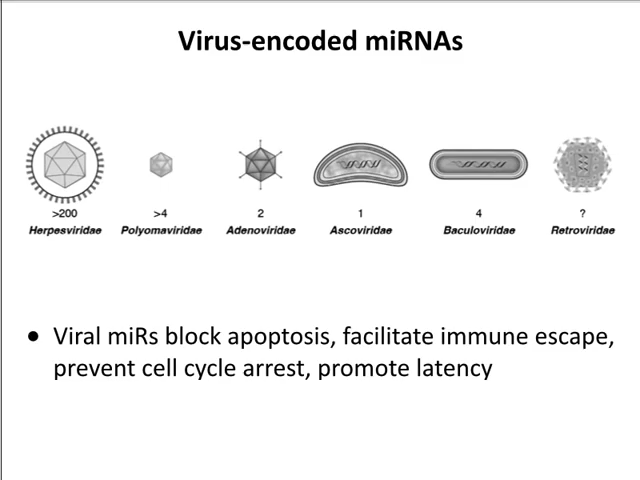 Virus-encoded miRNAs
>200 >4 2 1 4 ?
Herpesviridae Polyomaviridae Adenoviridae Ascoviridae Baculoviridae Retroviridae
● Viral miRs block apoptosis, facilitate immune escape,
prevent cell cycle arrest, promote latency